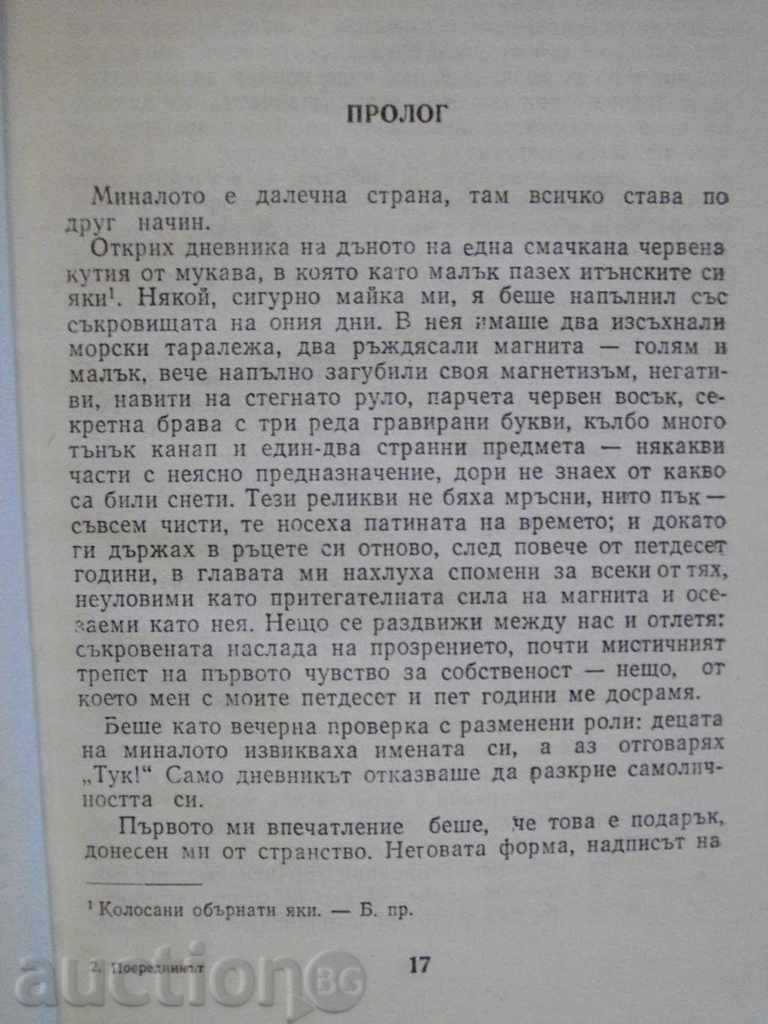 ПРОЛОГ
Миналото е далечна страна, там всичко става по
друг начин.
Открих дневника на дъното на една смачкана червена
кутия от мукава, в която като малък пазех итънските си
яки¹. Някой, сигурно майка ми, я беше напълнил със
съкровищата на ония дни. В нея имаше два изсъхнали
морски таралежа, два ръждясали магнита — голям и
малък, вече напълно загубили своя магнетизъм, негати-
ви, навити на стегнато руло, парчета червен восък, се-
кретна брава с три реда гравирани букви, кълбо много
тънък канап и един-два странни предмета — някакви
части с неясно предназначение, дори не знаех от какво
са били снети. Тези реликви не бяха мръсни, нито пък —
съвсем чисти, те носеха патината на времето; и докато
ги държах в ръцете си отново, след повече от петдесет
години, в главата ми нахлуха спомени за всеки от тях,
неуловими като притегателната сила на магнита и осе-
заеми като нея. Нещо се раздвижи между нас и отлетя:
съкровената наслада на прозрението, почти мистичният
трепет на първото чувство за собственост — нещо, от
което мен с моите петдесет и пет години ме досрамя.
Беше като вечерна проверка с разменени роли: децата
на миналото извикваха имената си, а аз отговарях
„Тук!“ Само дневникът отказваше да разкрие самолич-
ността си.
Първото ми впечатление беше, че това е подарък,
донесен ми от странство. Неговата форма, надписът на
¹ Колосани обърнати яки. — Б. пр.
2. Посредникът
17
auction BG